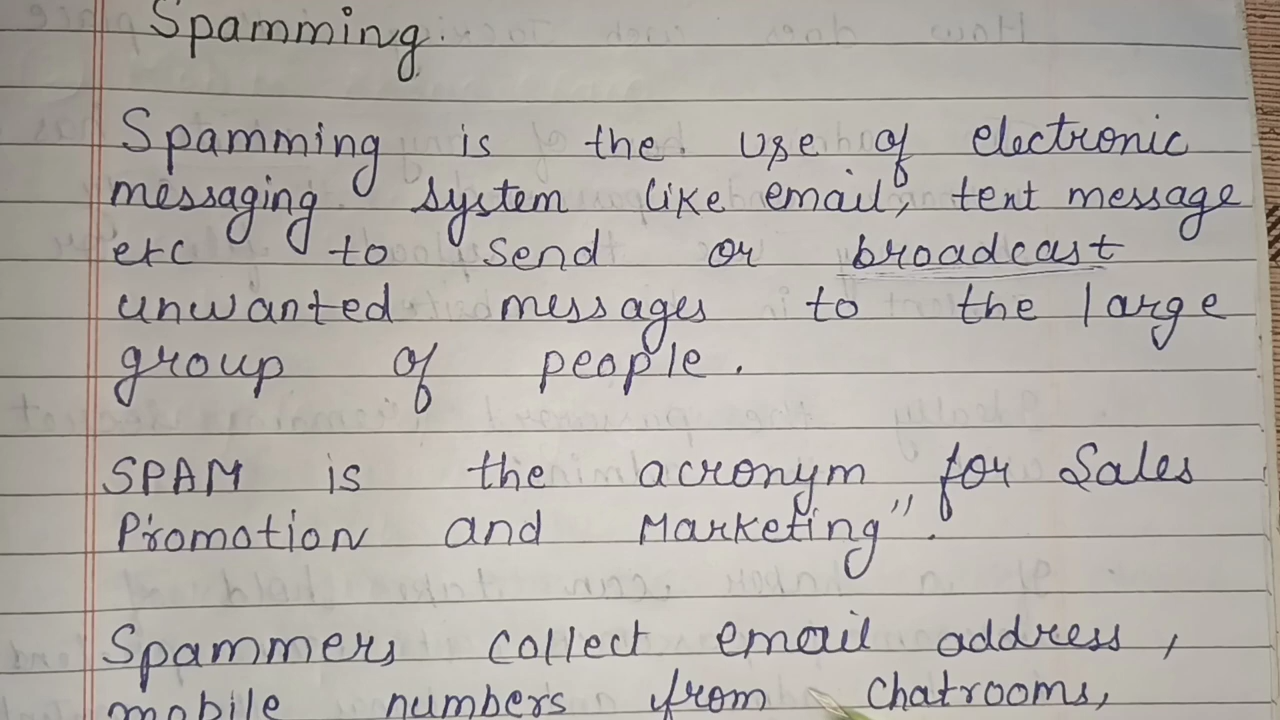 Spamming.
Spamming is the use of electronic
messaging system like email, text message
etc to send or broadcast
unwanted messages to the large
group of people.
SPAM is the acronym "for Sales
Promotion and Marketing".
Spammers collect email address,
mobile numbers from chatrooms,